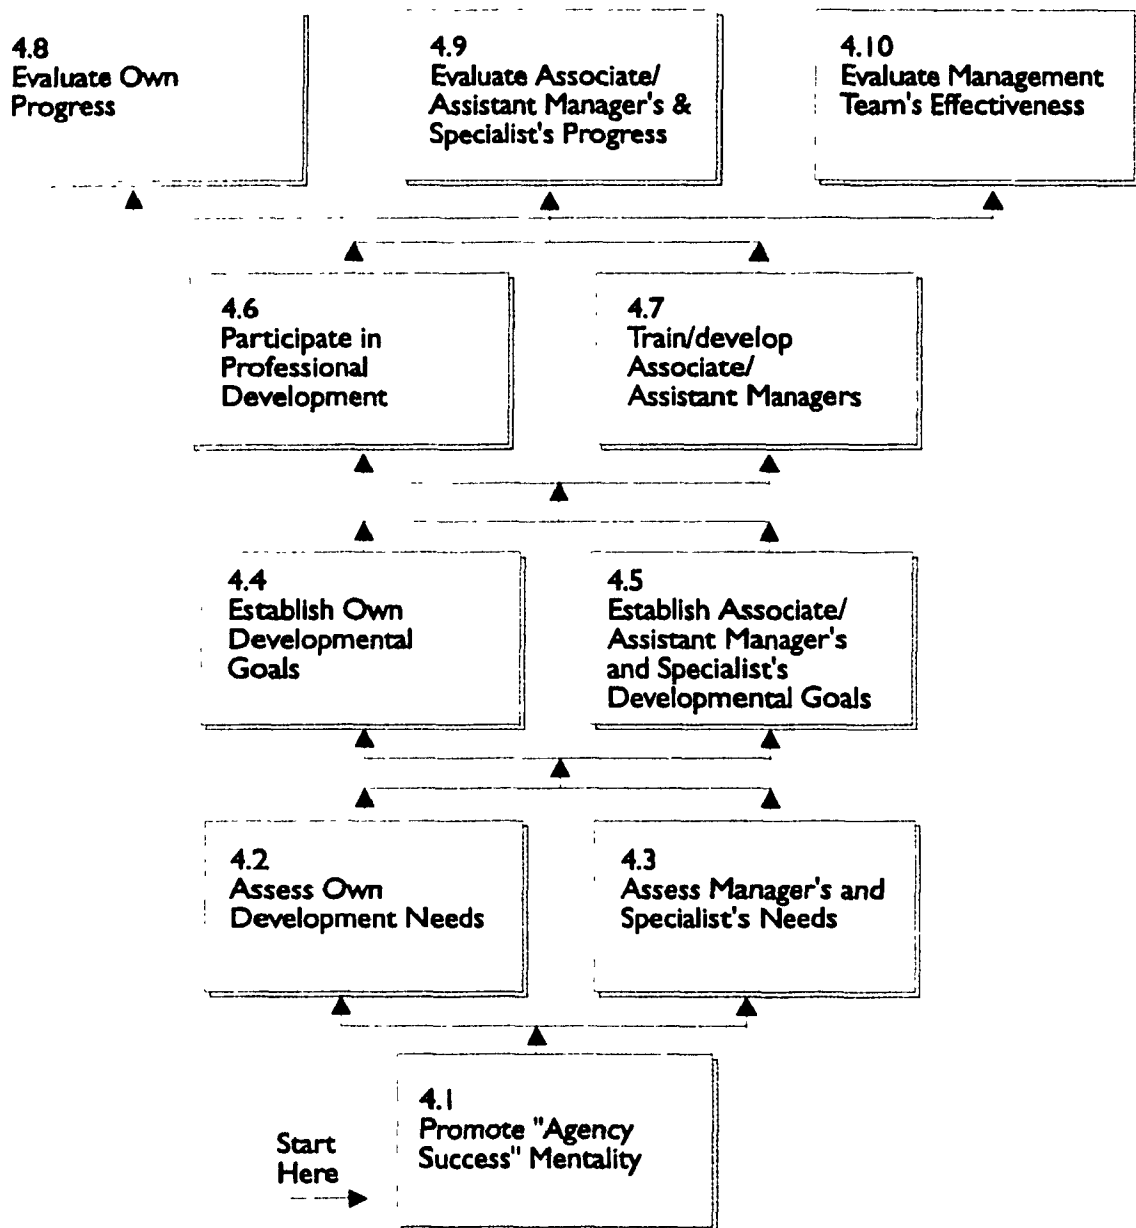 4.8
Evaluate Own
Progress
4.9
Evaluate Associate/
Assistant Manager's &
Specialist's Progress
4.10
Evaluate Management
Team's Effectiveness
4.6
Participate in
Professional
Development
4.7
Train/develop
Associate/
Assistant Managers
4.4
Establish Own
Developmental
Goals
4.5
Establish Associate/
Assistant Manager's
and Specialist's
Developmental Goals
4.2
Assess Own
Development Needs
4.3
Assess Manager's and
Specialist's Needs
4.1
Promote "Agency
Success" Mentality
Start
Here